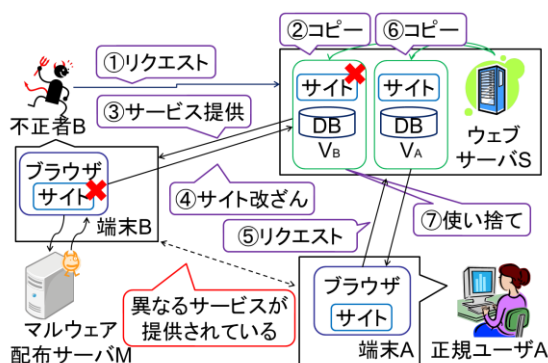 ②コピー
⑥コピー
①リクエスト
不正者B
③サービス提供
サイト
サイト
DB
DB
VB
VA
ウェブ
サーバS
ブラウザ
サイト
端末B
④サイト改ざん
⑤リクエスト
⑦使い捨て
マルウェア
配布サーバM
異なるサービスが
提供されている
ブラウザ
サイト
端末A
正規ユーザA